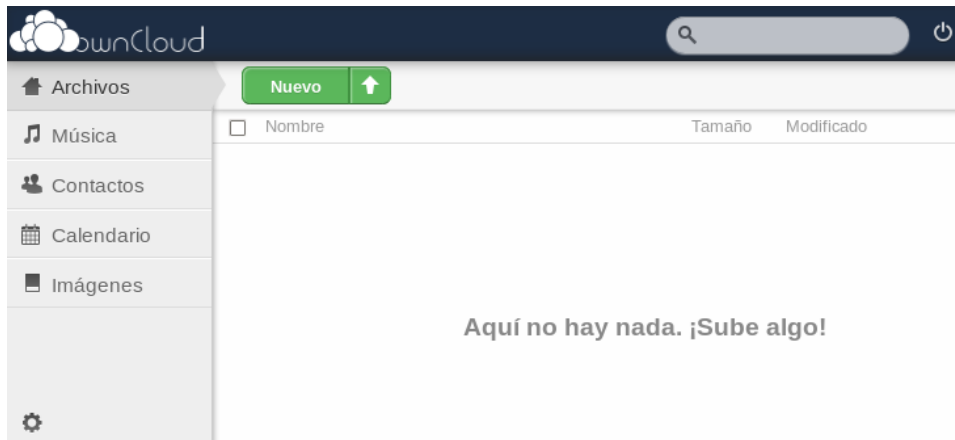 ownCloud
Archivos
Música
Contactos
Calendario
Imágenes
Nuevo
Nombre Tamaño Modificado
Aquí no hay nada. ¡Sube algo!